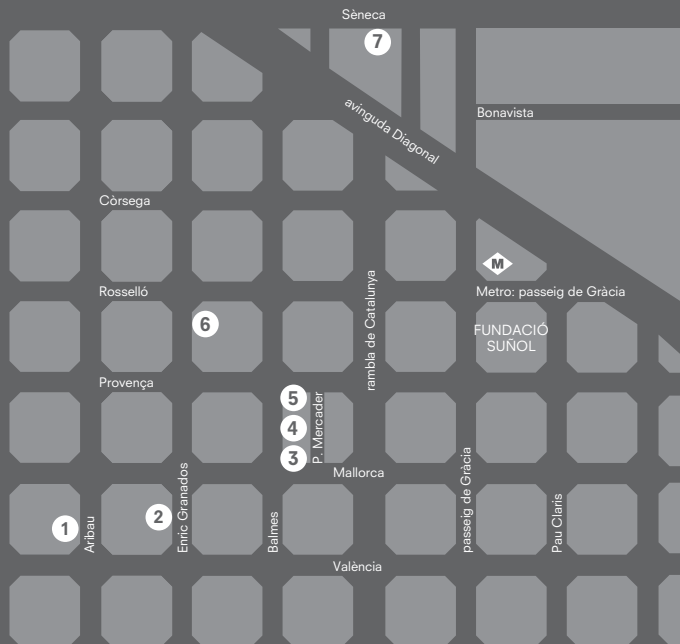 Sèneca
7
avinguda Diagonal
Bonavista
Còrsega
M
Rosselló
Metro: passeig de Gràcia
rambla de Catalunya
6
FUNDACIÓ
SUÑOL
Provença
5
4
3
P. Mercader
Mallorca
1
Aribau
2
Enric Granados
Balmes
passeig de Gràcia
Pau Claris
València